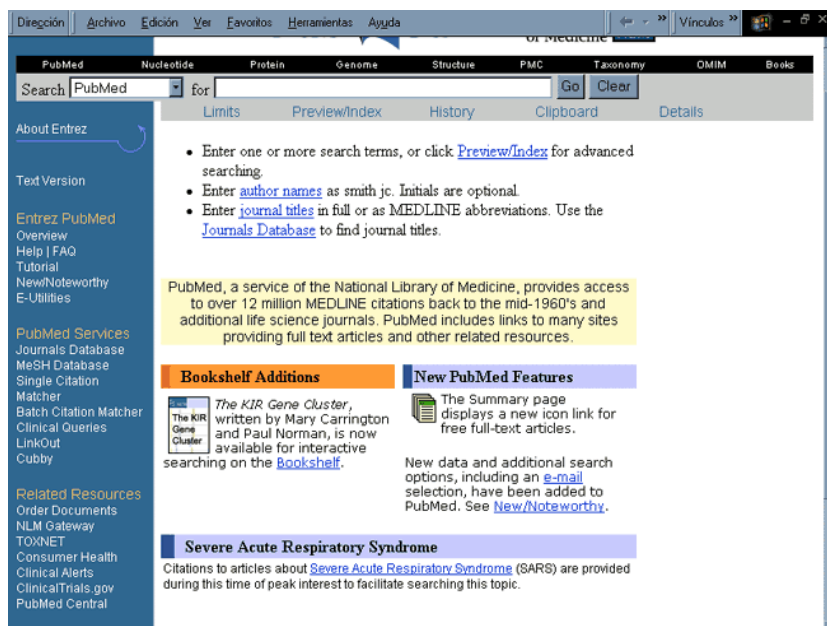 Dirección Archivo Edición Ver Favoritos Herramientas Ayuda Vínculos »
of Medicine
PubMed Nucleotide Protein Genome Structure PMC Taxonomy OMIM Books
Search PubMed for Go Clear
Limits Preview/Index History Clipboard Details
About Entrez
Text Version
Entrez PubMed
Overview
Help | FAQ
Tutorial
New/Noteworthy
E-Utilities
PubMed Services
Journals Database
MeSH Database
Single Citation
Matcher
Batch Citation Matcher
Clinical Queries
LinkOut
Cubby
Related Resources
Order Documents
NLM Gateway
TOXNET
Consumer Health
Clinical Alerts
ClinicalTrials.gov
PubMed Central
• Enter one or more search terms, or click Preview/Index for advanced
searching.
• Enter author names as smith jc. Initials are optional.
• Enter journal titles in full or as MEDLINE abbreviations. Use the
Journals Database to find journal titles.
PubMed, a service of the National Library of Medicine, provides access
to over 12 million MEDLINE citations back to the mid-1960's and
additional life science journals. PubMed includes links to many sites
providing full text articles and other related resources.
Bookshelf Additions
The KIR
Gene
Cluster
The KIR Gene Cluster,
written by Mary Carrington
and Paul Norman, is now
available for interactive
searching on the Bookshelf.
New PubMed Features
The Summary page
displays a new icon link for
free full-text articles.
New data and additional search
options, including an e-mail
selection, have been added to
PubMed. See New/Noteworthy.
Severe Acute Respiratory Syndrome
Citations to articles about Severe Acute Respiratory Syndrome (SARS) are provided
during this time of peak interest to facilitate searching this topic.